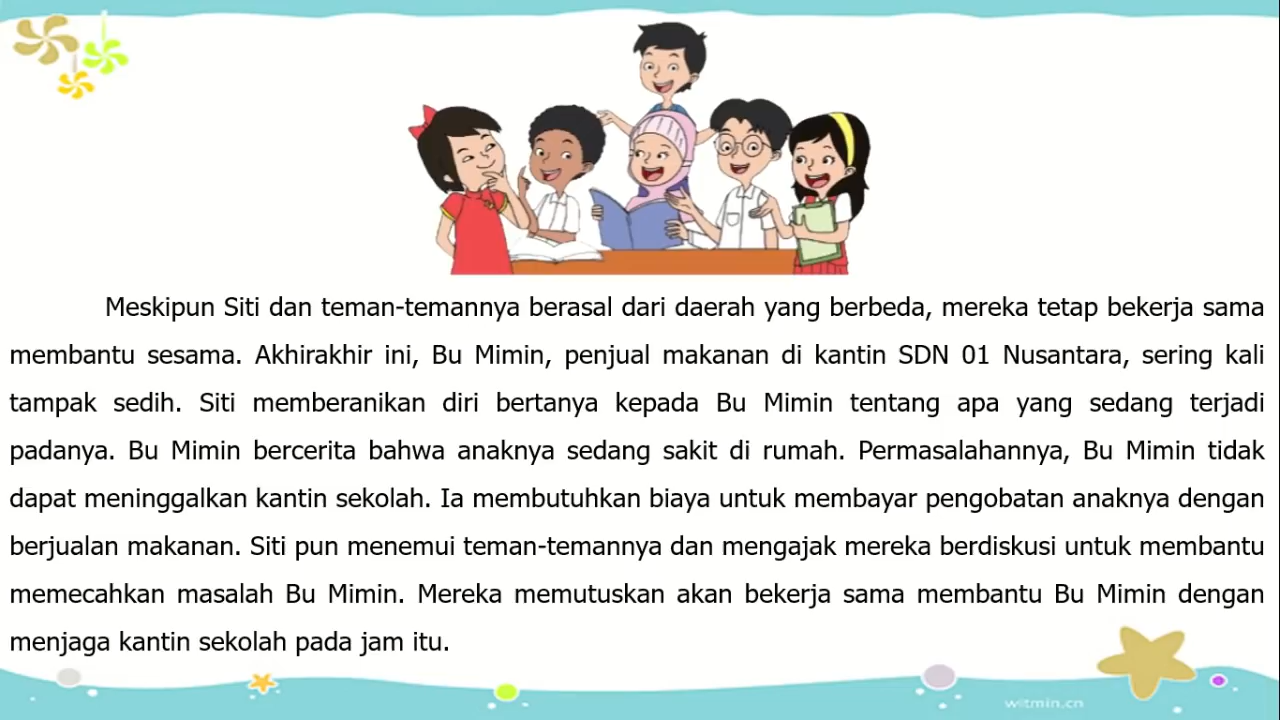 Meskipun Siti dan teman-temannya berasal dari daerah yang berbeda, mereka tetap bekerja sama
membantu sesama. Akhirakhir ini, Bu Mimin, penjual makanan di kantin SDN 01 Nusantara, sering kali
tampak sedih. Siti memberanikan diri bertanya kepada Bu Mimin tentang apa yang sedang terjadi
padanya. Bu Mimin bercerita bahwa anaknya sedang sakit di rumah. Permasalahannya, Bu Mimin tidak
dapat meninggalkan kantin sekolah. Ia membutuhkan biaya untuk membayar pengobatan anaknya dengan
berjualan makanan. Siti pun menemui teman-temannya dan mengajak mereka berdiskusi untuk membantu
memecahkan masalah Bu Mimin. Mereka memutuskan akan bekerja sama membantu Bu Mimin dengan
menjaga kantin sekolah pada jam itu.
witmin.cn